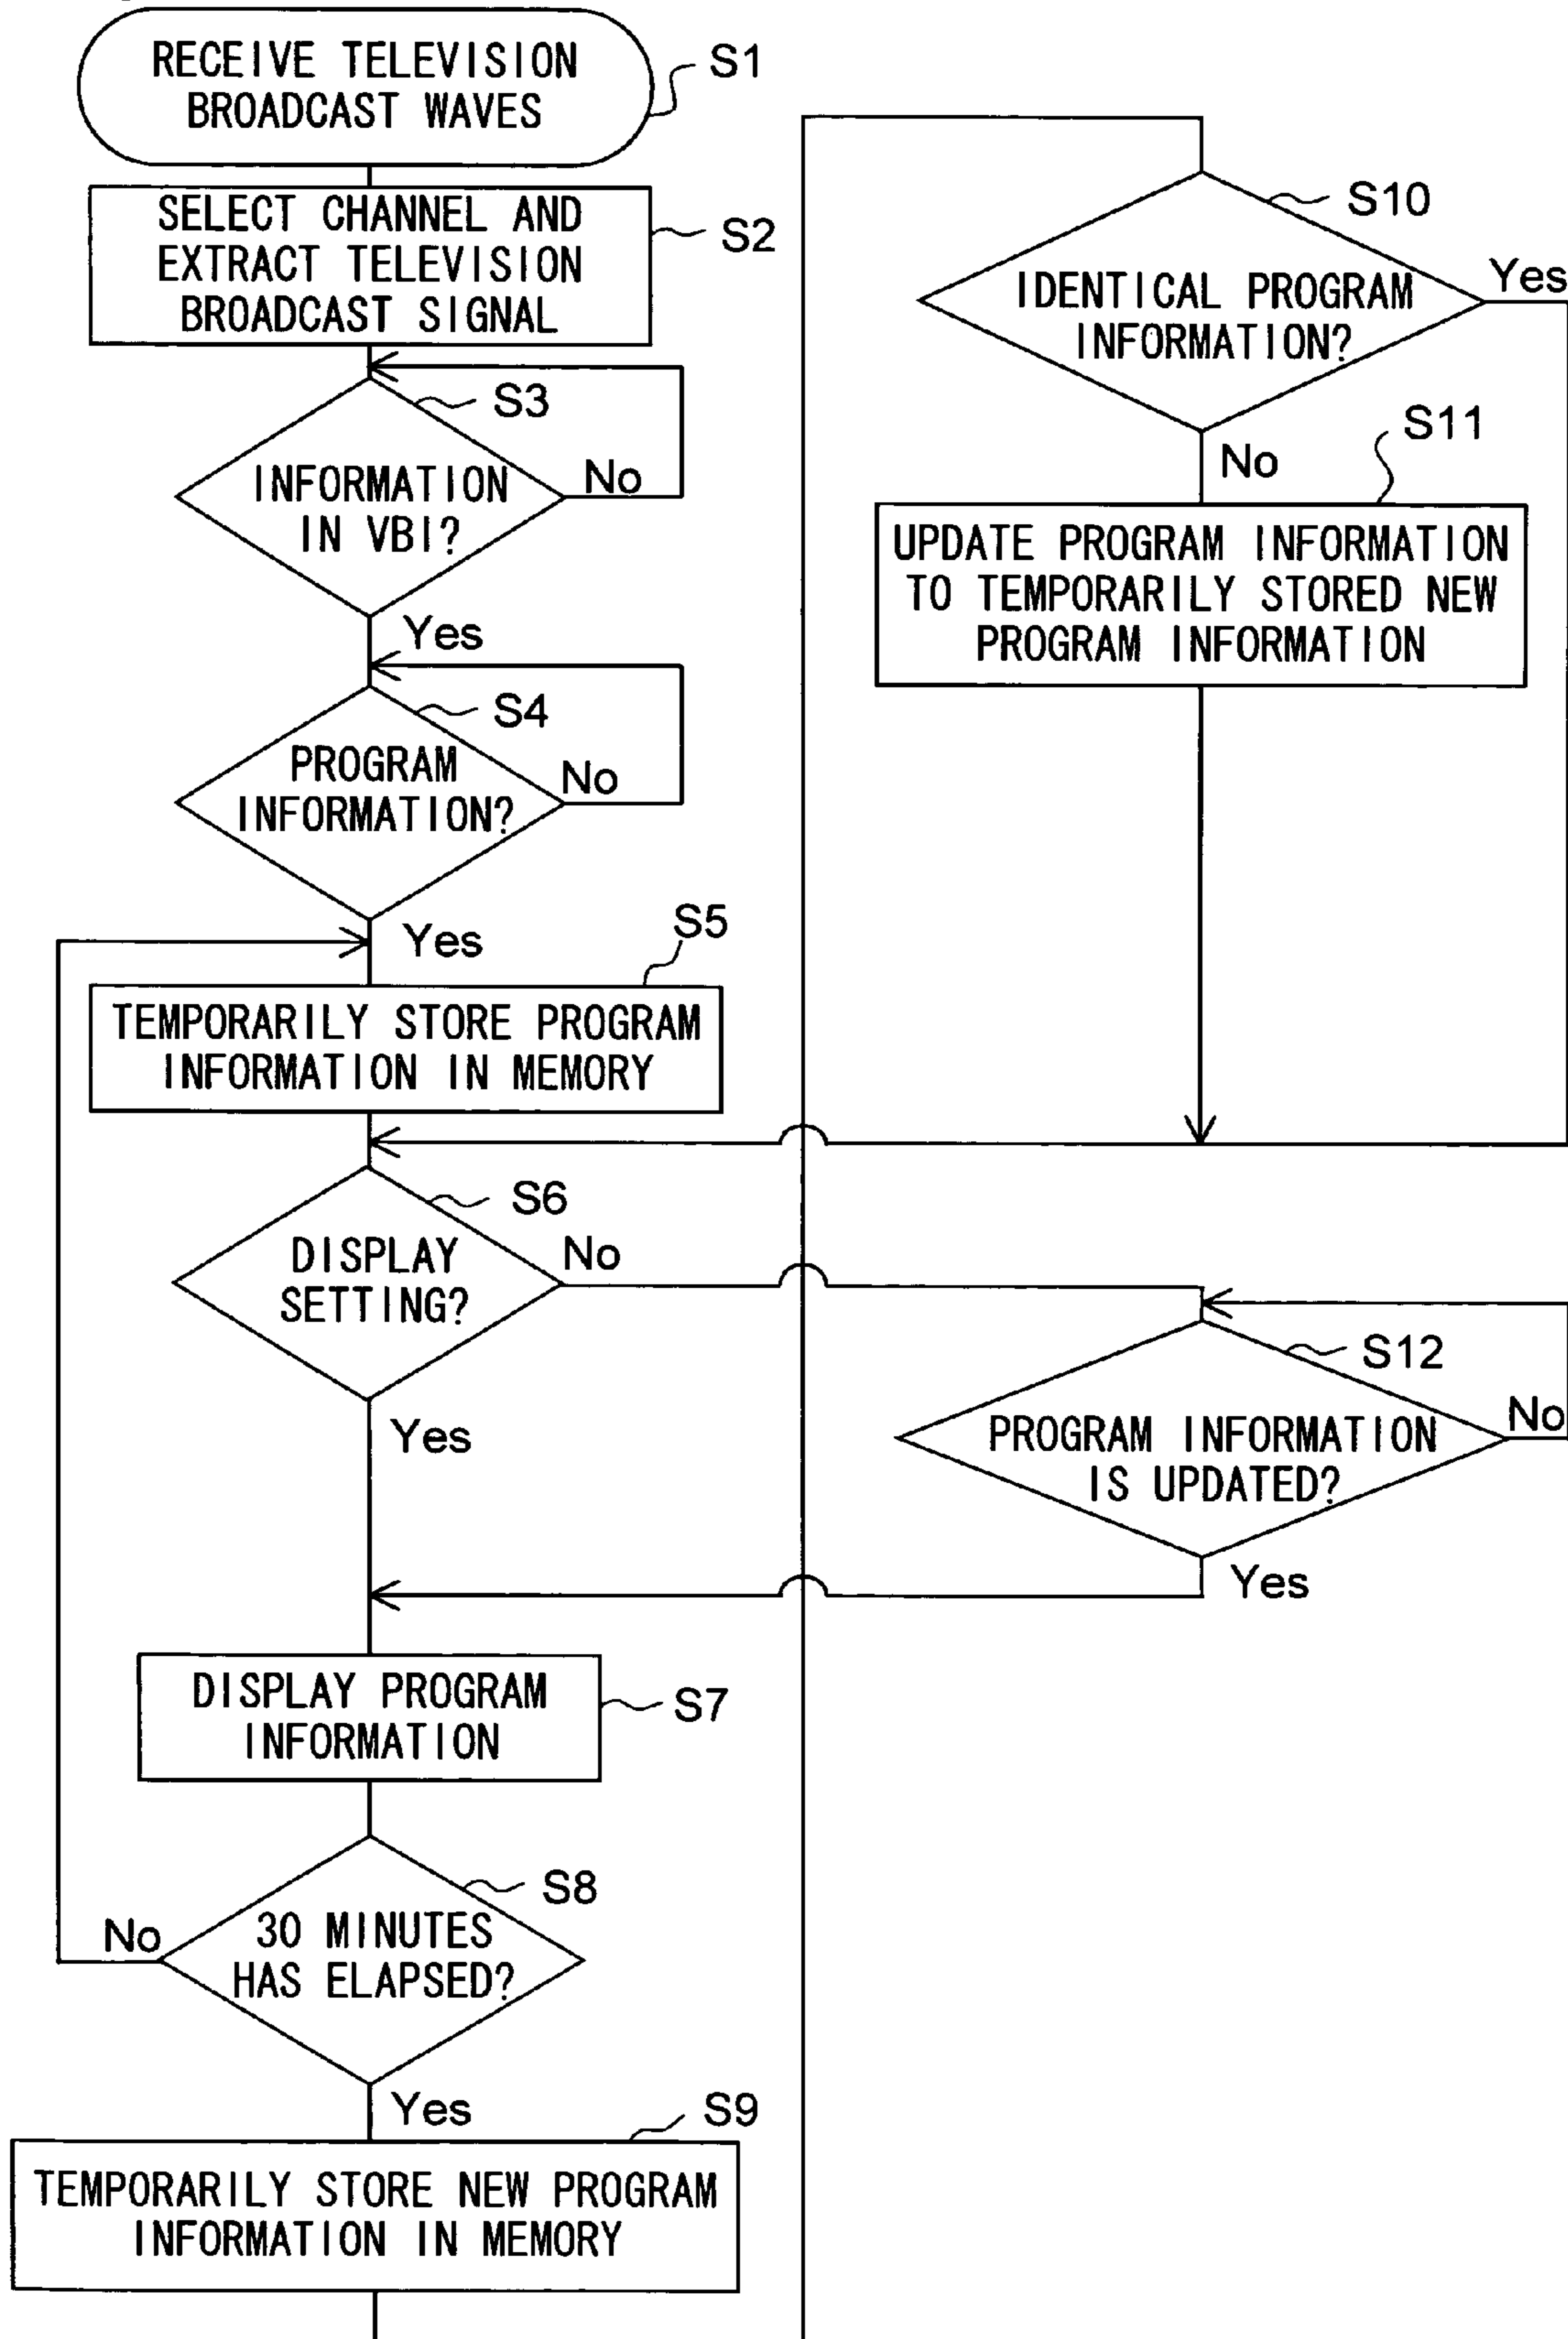 RECEIVE TELEVISION
BROADCAST WAVES
S1
SELECT CHANNEL AND
EXTRACT TELEVISION
BROADCAST SIGNAL
S2
S3
INFORMATION
IN VBI?
No
Yes
S4
PROGRAM
INFORMATION?
No
Yes
S5
TEMPORARILY STORE PROGRAM
INFORMATION IN MEMORY
S6
DISPLAY
SETTING?
No
Yes
DISPLAY PROGRAM
INFORMATION
S7
S8
30 MINUTES
HAS ELAPSED?
No
Yes
S9
TEMPORARILY STORE NEW PROGRAM
INFORMATION IN MEMORY
S10
IDENTICAL PROGRAM
INFORMATION?
Yes
No
S11
UPDATE PROGRAM INFORMATION
TO TEMPORARILY STORED NEW
PROGRAM INFORMATION
S12
PROGRAM INFORMATION
IS UPDATED?
No
Yes